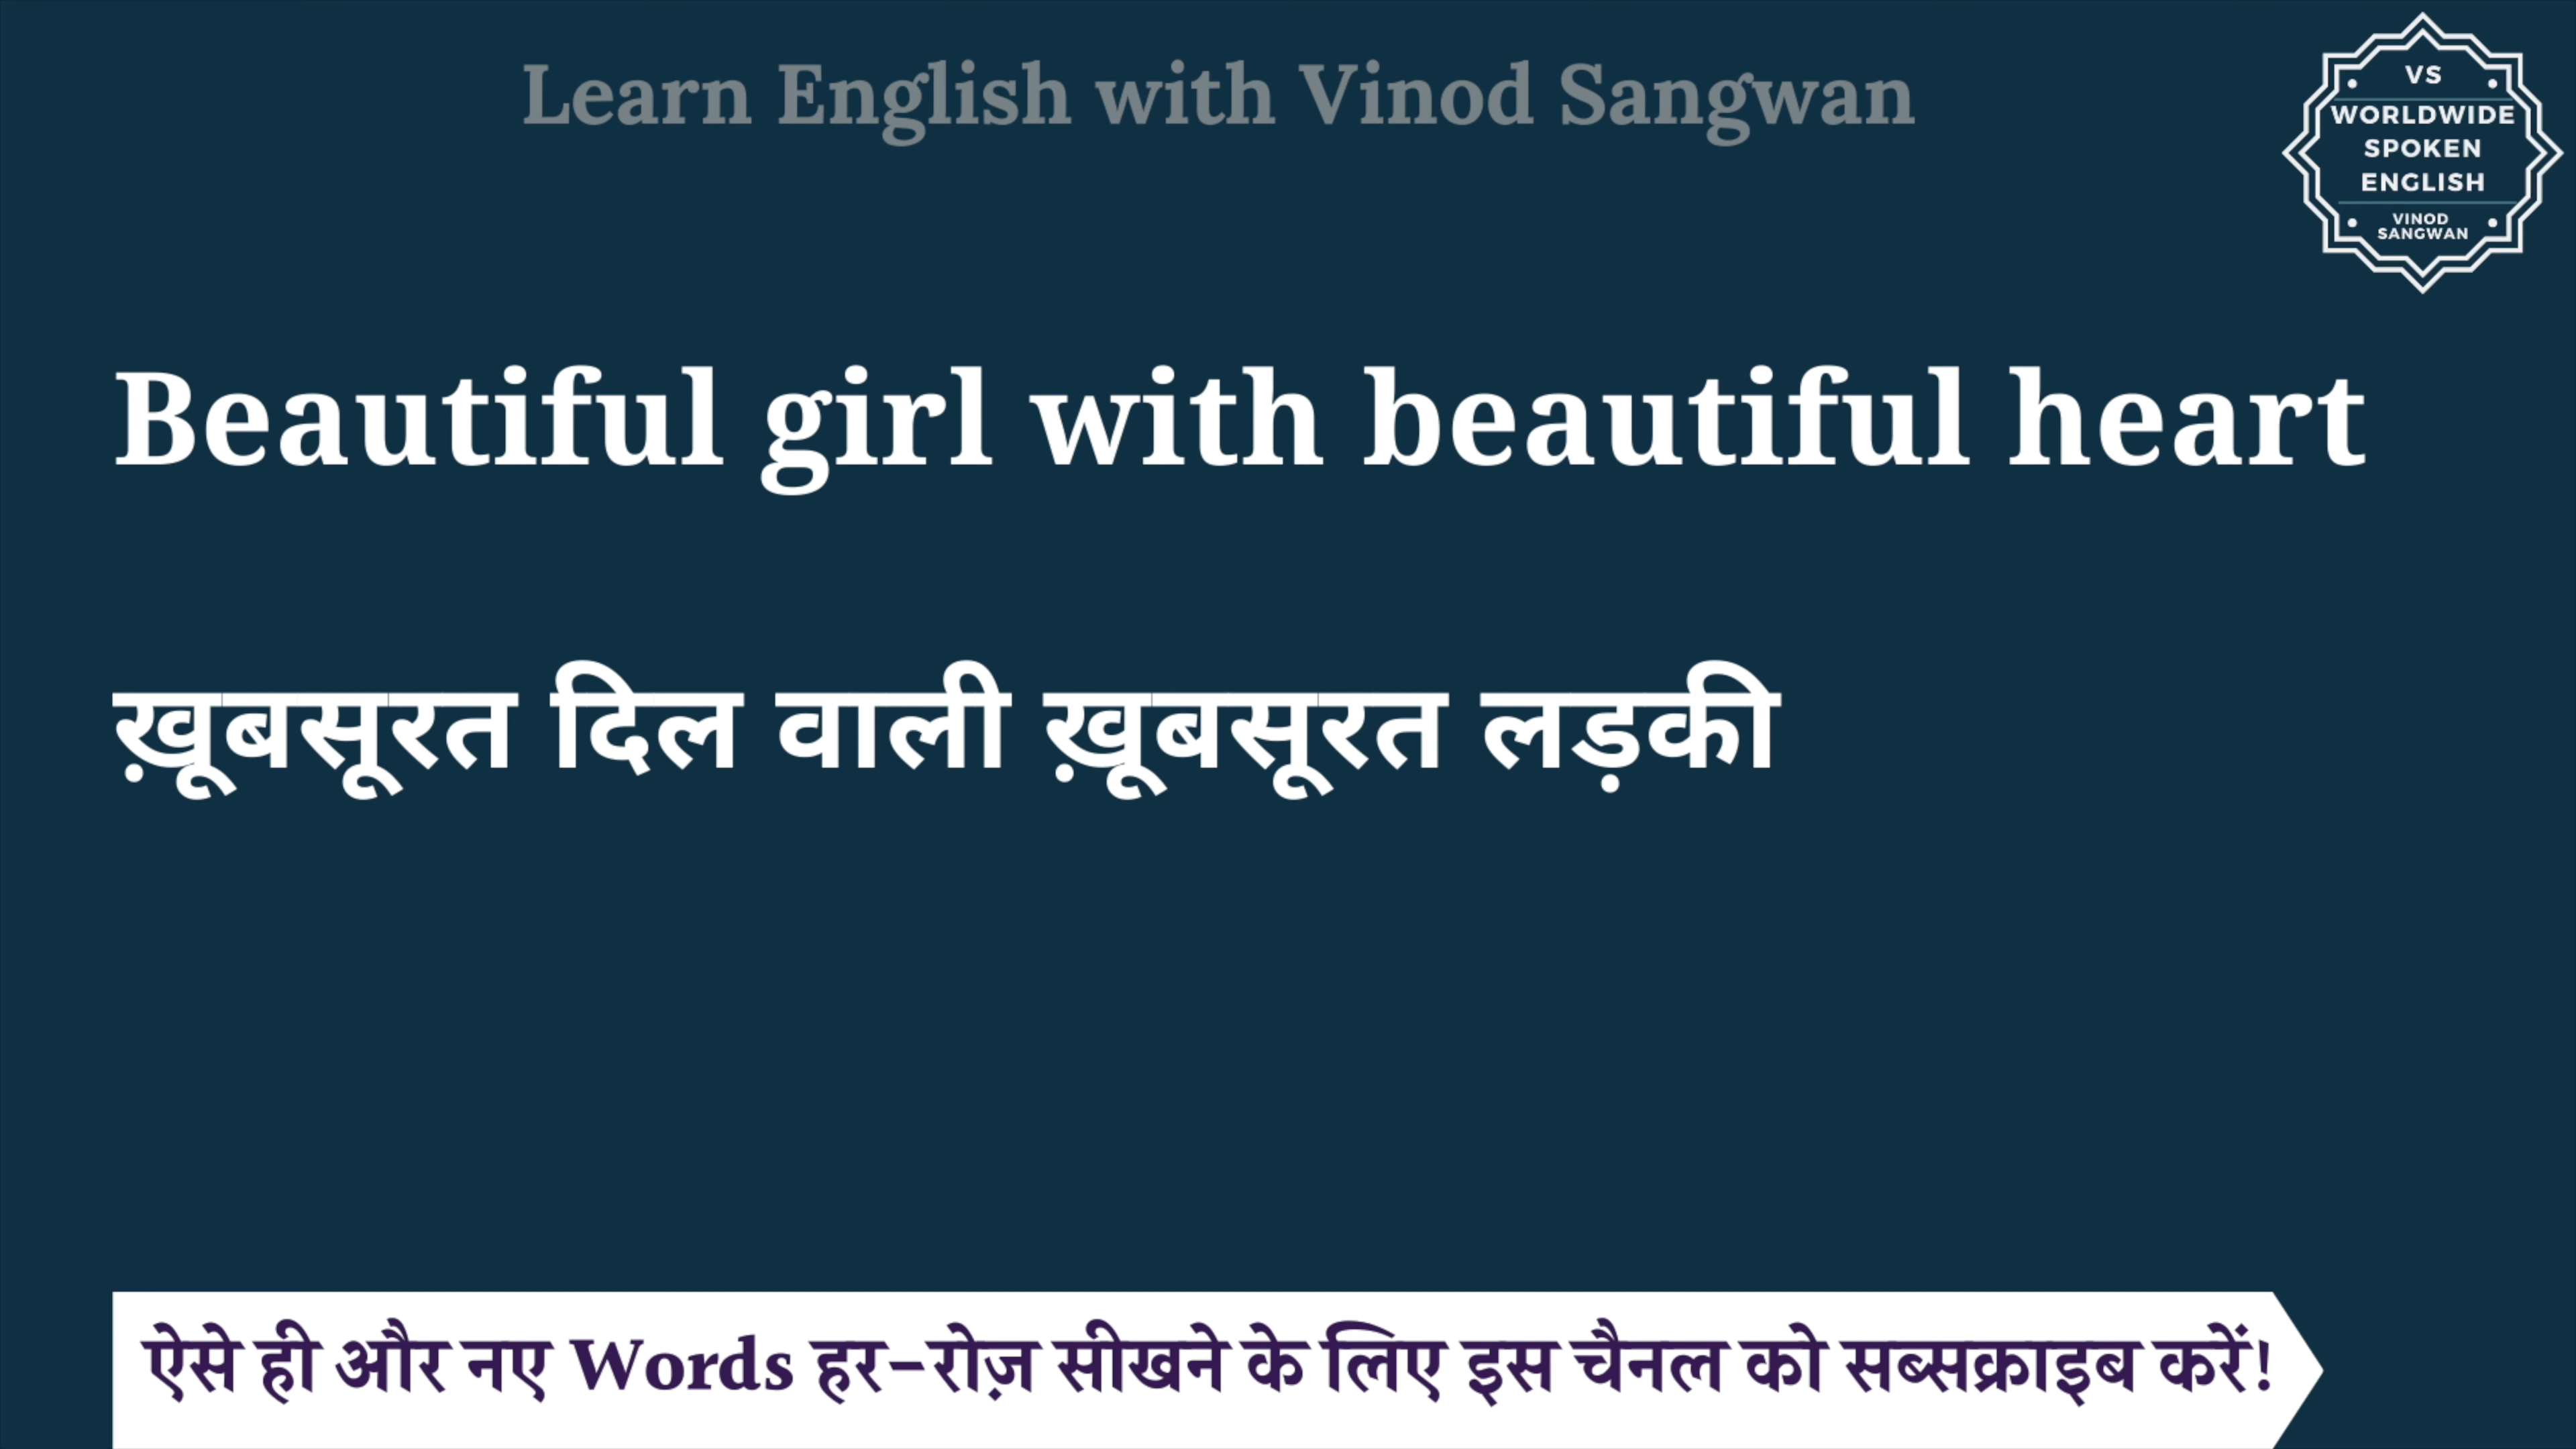 Learn English with Vinod Sangwan
VS
WORLDWIDE
SPOKEN
ENGLISH
VINOD
SANGWAN
Beautiful girl with beautiful heart
ख़ूबसूरत दिल वाली ख़ूबसूरत लड़की
ऐसे ही और नए Words हर-रोज़ सीखने के लिए इस चैनल को सब्सक्राइब करें!